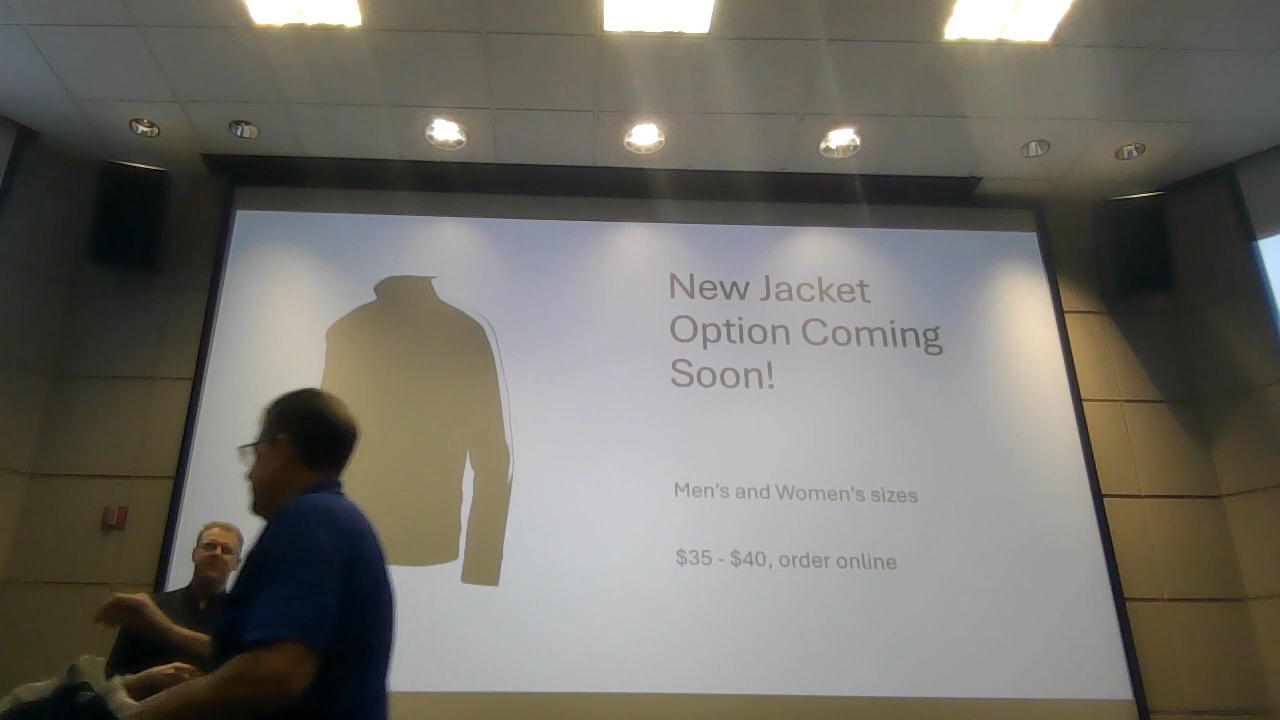 New Jacket
Option Coming
Soon!
Men's and Women's sizes
$35 - $40, order online